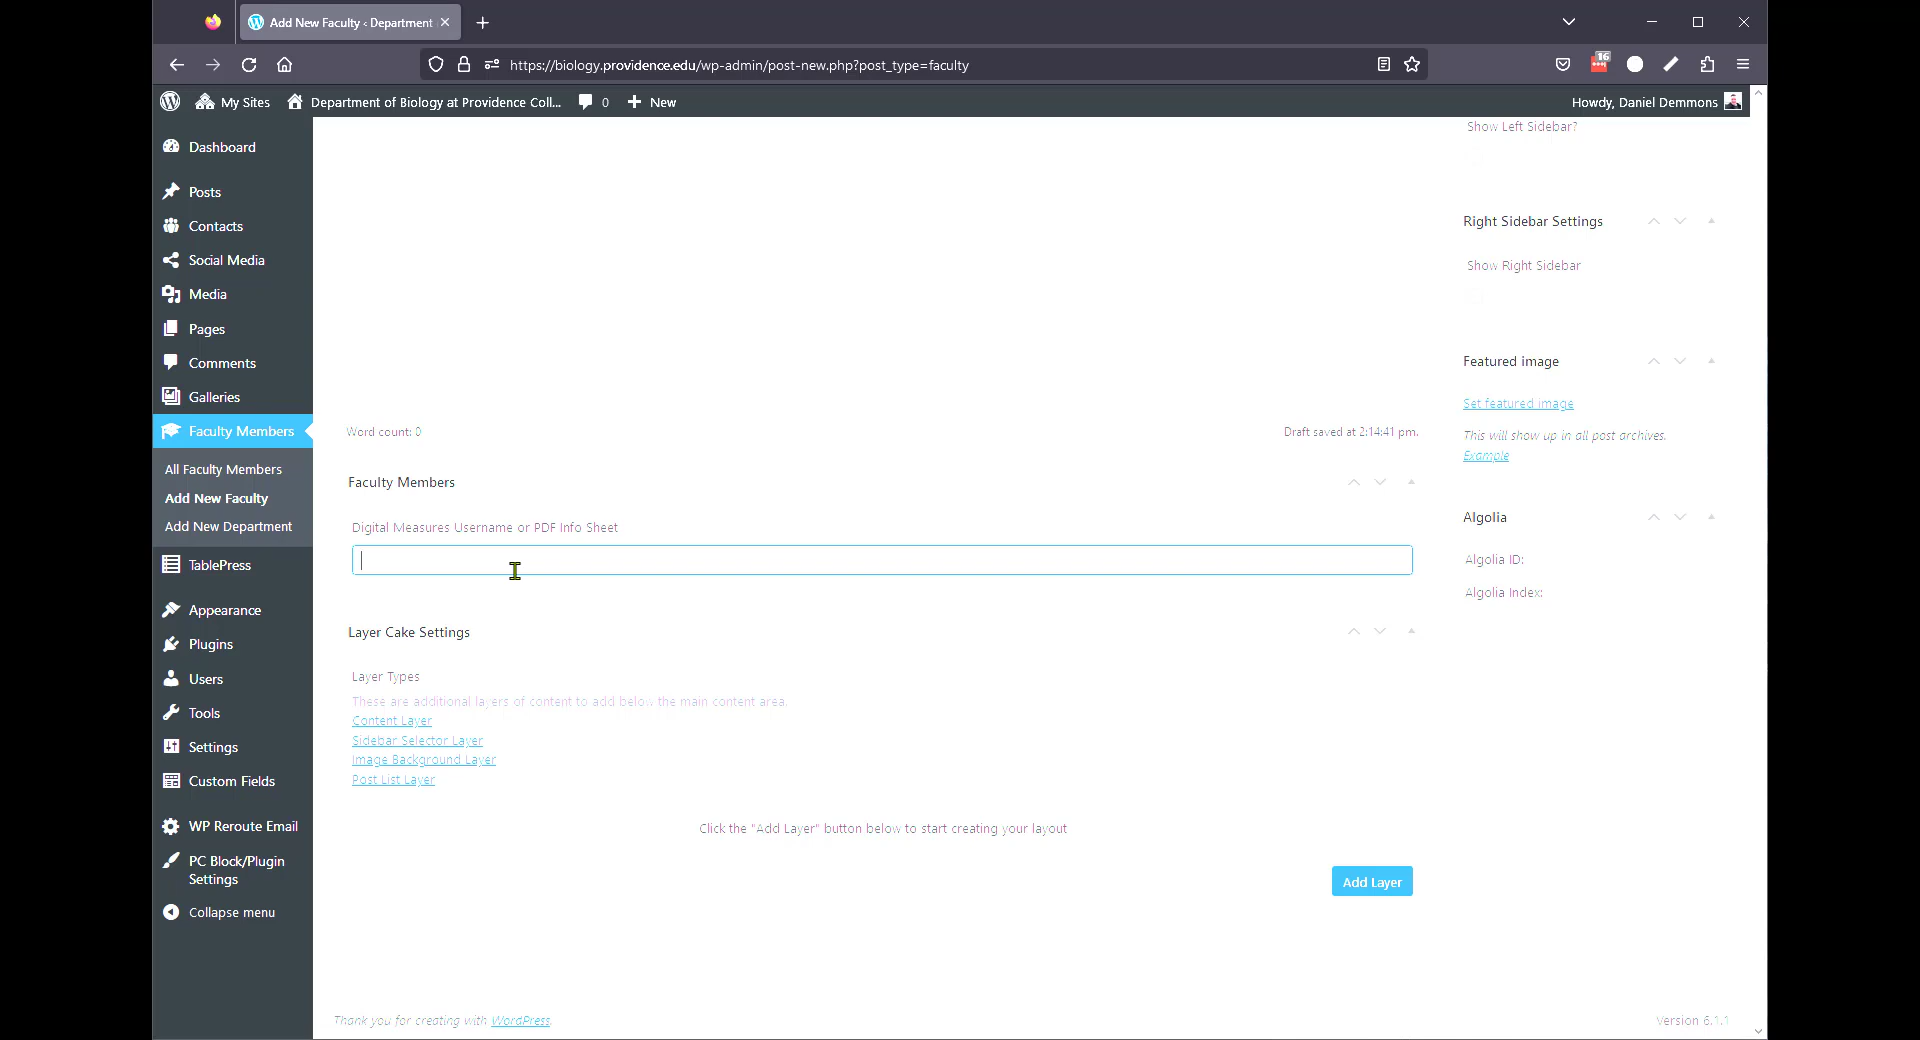 Add New Faculty ‹ Department
https://biology.providence.edu/wp-admin/post-new.php?post_type=faculty
16
My Sites
Department of Biology at Providence Coll...
0
New
Howdy, Daniel Demmons
Dashboard
Posts
Contacts
Social Media
Media
Pages
Comments
Galleries
Faculty Members
All Faculty Members
Add New Faculty
Add New Department
TablePress
Appearance
Plugins
Users
Tools
Settings
Custom Fields
WP Reroute Email
PC Block/Plugin
Settings
Collapse menu
Word count: 0
Draft saved at 2:14:41 pm.
Faculty Members
Digital Measures Username or PDF Info Sheet
Layer Cake Settings
Layer Types
These are additional layers of content to add below the main content area.
Content Layer
Sidebar Selector Layer
Image Background Layer
Post List Layer
Click the "Add Layer" button below to start creating your layout
Add Layer
Show Left Sidebar?
Right Sidebar Settings
Show Right Sidebar
Featured image
Set featured image
This will show up in all post archives.
Example
Algolia
Algolia ID:
Algolia Index:
Thank you for creating with WordPress.
Version 6.1.1